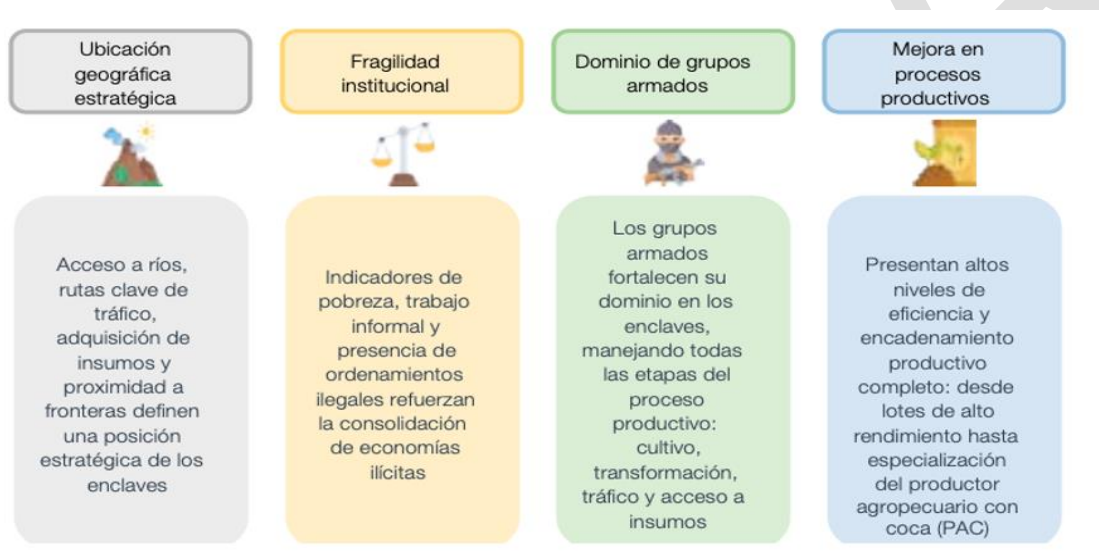 Ubicación
geográfica
estratégica
Fragilidad
institucional
Dominio de grupos
armados
Mejora en
procesos
productivos
Acceso a ríos,
rutas clave de
tráfico,
adquisición de
insumos y
proximidad a
fronteras definen
una posición
estratégica de los
enclaves
Indicadores de
pobreza, trabajo
informal y
presencia de
ordenamientos
ilegales refuerzan
la consolidación
de economías
ilícitas
Los grupos
armados
fortalecen su
dominio en los
enclaves,
manejando todas
las etapas del
proceso
productivo:
cultivo,
transformación,
tráfico y acceso a
insumos
Presentan altos
niveles de
eficiencia y
encadenamiento
productivo
completo: desde
lotes de alto
rendimiento hasta
especialización
del productor
agropecuario con
coca (PAC)